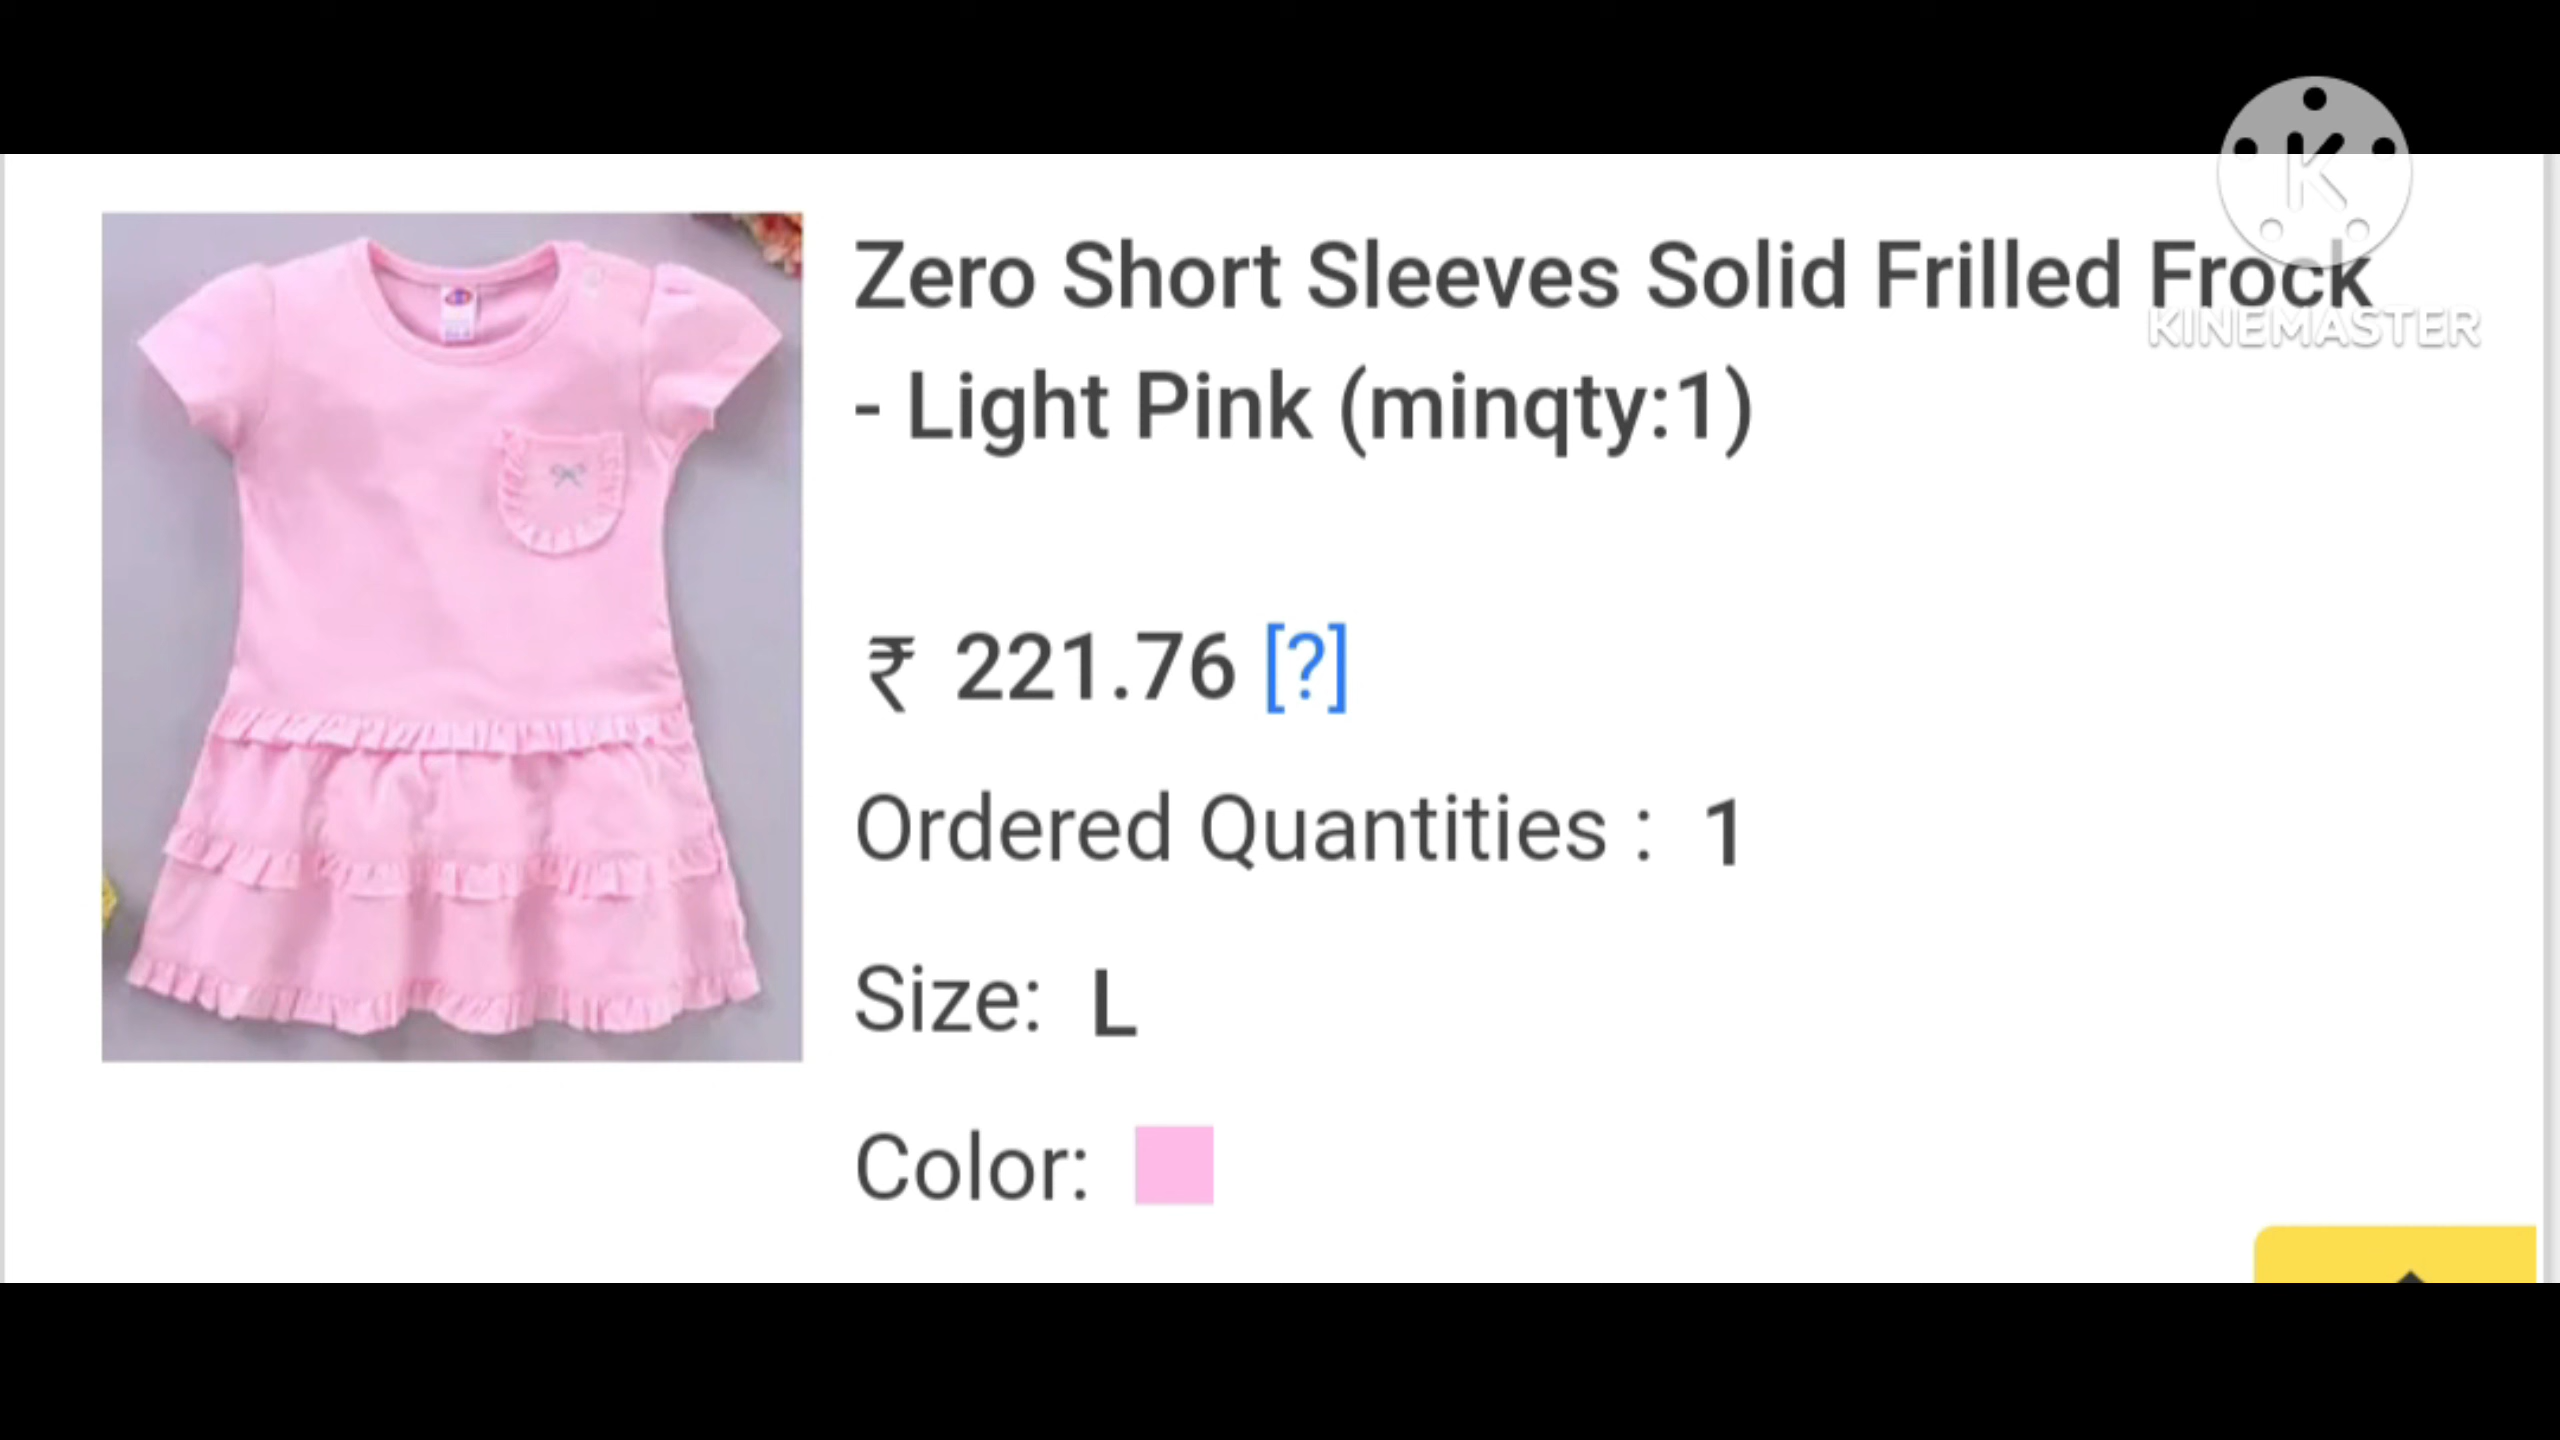 Zero Short Sleeves Solid Frilled Frock
- Light Pink (minqty:1)
₹ 221.76 [?]
Ordered Quantities : 1
Size: L
Color:
K
KINEMASTER